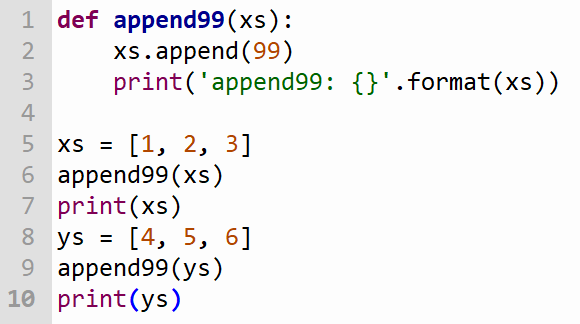 1 def append99(xs):
2     xs.append(99)
3     print('append99: {}'.format(xs))
4
5 xs = [1, 2, 3]
6 append99(xs)
7 print(xs)
8 ys = [4, 5, 6]
9 append99(ys)
10 print(ys)